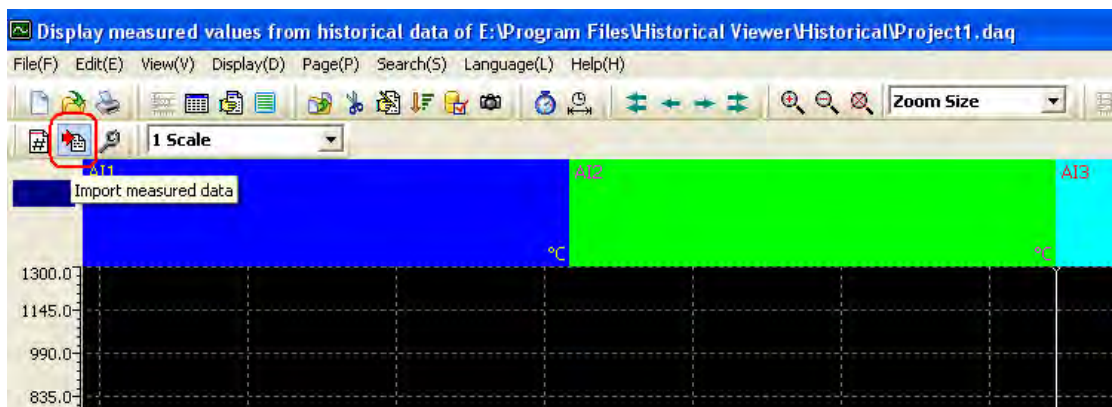 Display measured values from historical data of E:\Program Files\Historical Viewer\Historical\Project1.daq
File(F) Edit(E) View(V) Display(D) Page(P) Search(S) Language(L) Help(H)
Zoom Size
1 Scale
AI1 AI2 AI3
Import measured data
°C °C
1300.0
1145.0
990.0
835.0